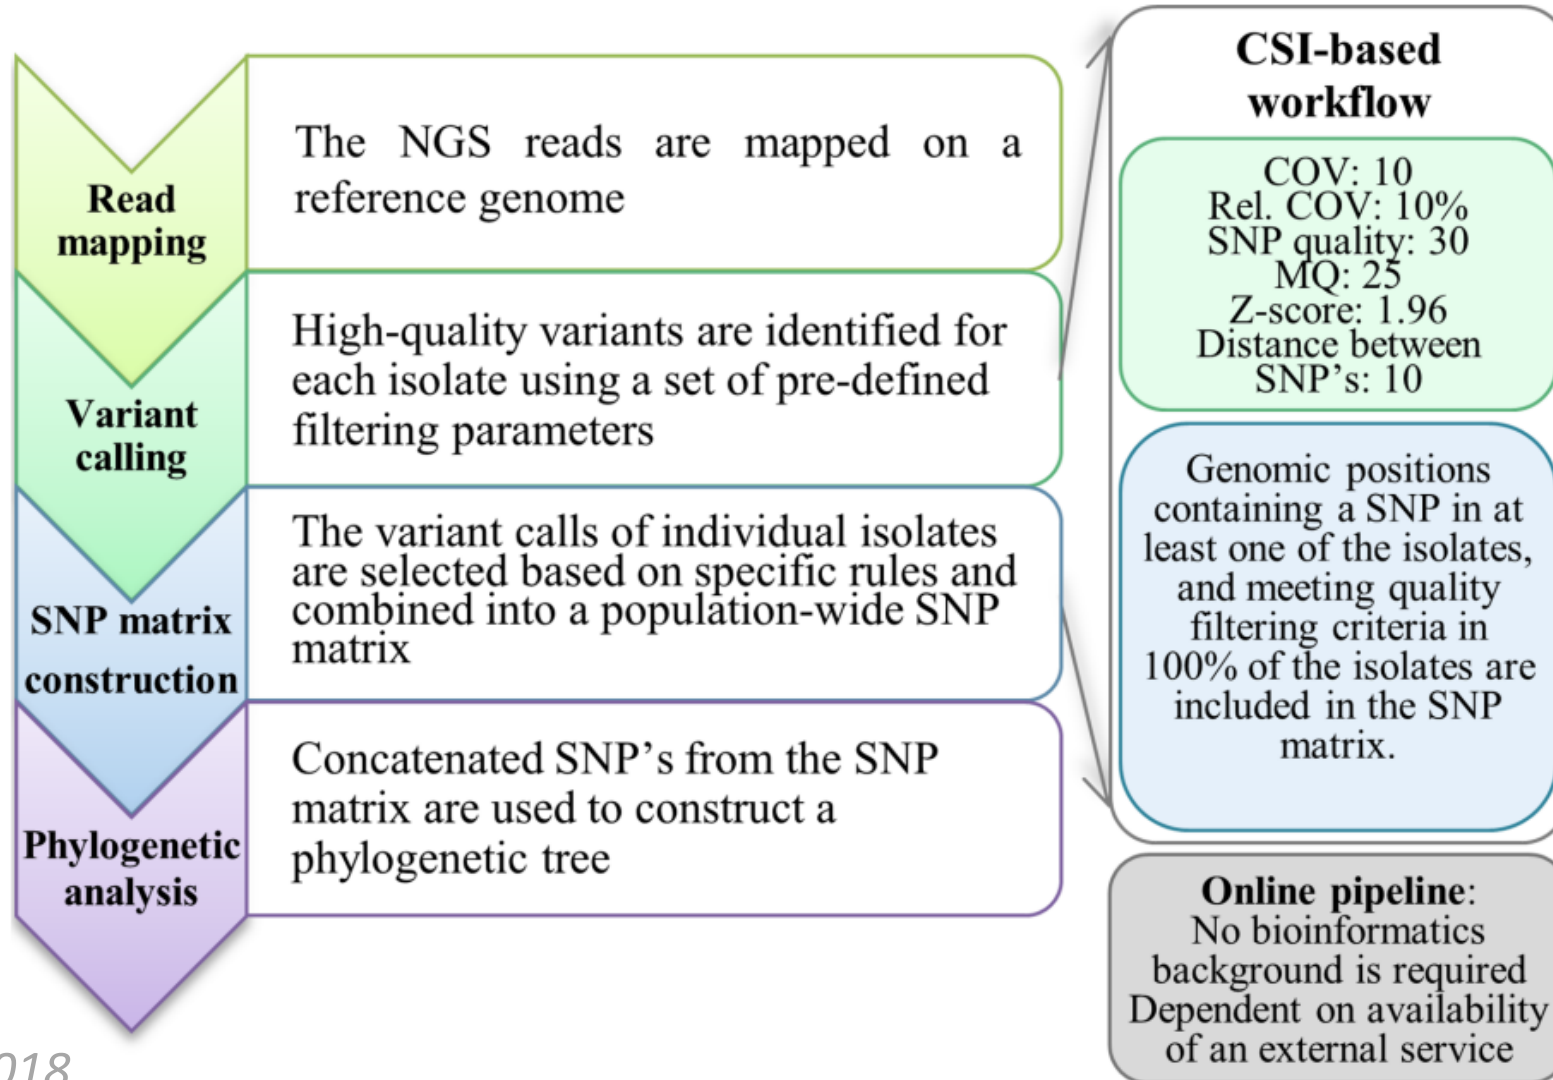 Read
mapping
The NGS reads are mapped on a
reference genome
Variant
calling
High-quality variants are identified for
each isolate using a set of pre-defined
filtering parameters
SNP matrix
construction
The variant calls of individual isolates
are selected based on specific rules and
combined into a population-wide SNP
matrix
Phylogenetic
analysis
Concatenated SNP’s from the SNP
matrix are used to construct a
phylogenetic tree
CSI-based
workflow
COV: 10
Rel. COV: 10%
SNP quality: 30
MQ: 25
Z-score: 1.96
Distance between
SNP’s: 10
Genomic positions
containing a SNP in at
least one of the isolates,
and meeting quality
filtering criteria in
100% of the isolates are
included in the SNP
matrix.
Online pipeline:
No bioinformatics
background is required
Dependent on availability
of an external service